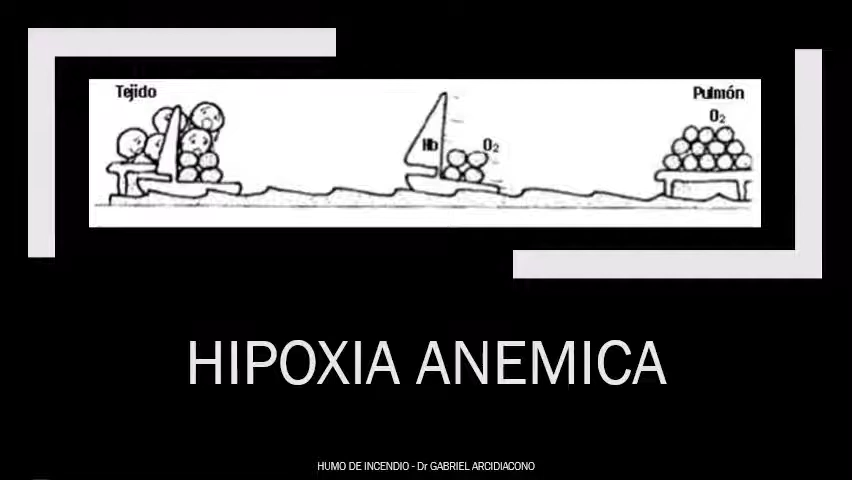 Tejido
Pulmón
O₂
Hb
O₂
HIPOXIA ANEMICA
HUMO DE INCENDIO - Dr GABRIEL ARCIDIACONO